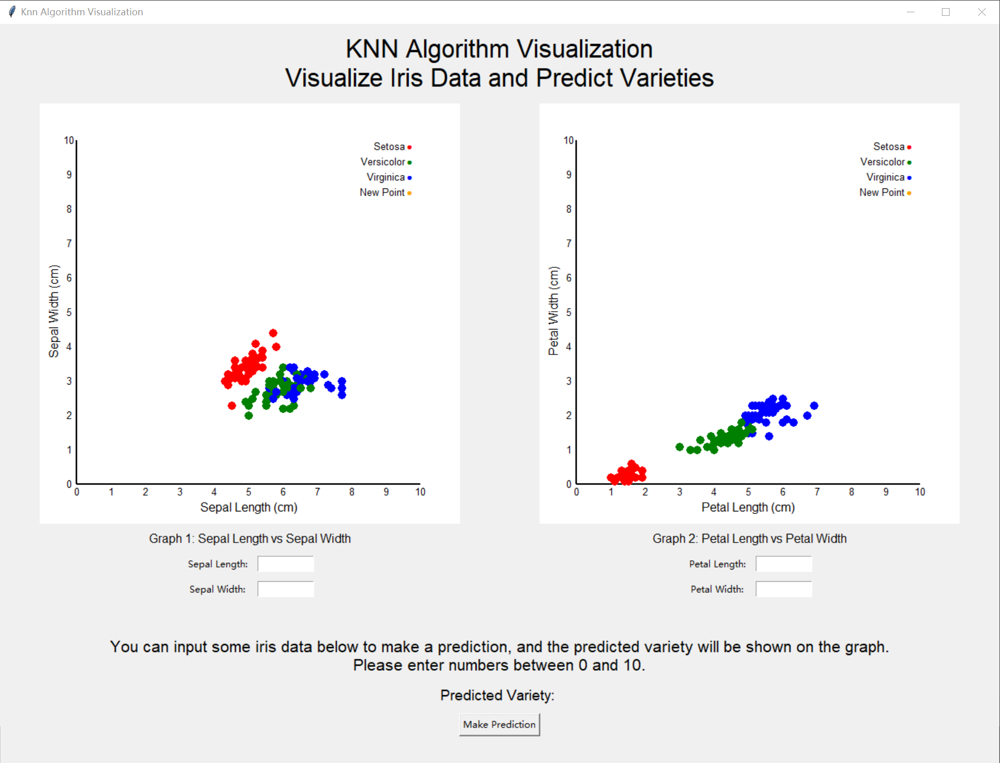 Knn Algorithm Visualization
KNN Algorithm Visualization
Visualize Iris Data and Predict Varieties
10
9
8
7
6
5
4
3
2
1
0
Sepal Width (cm)
Setosa
Versicolor
Virginica
New Point
0 1 2 3 4 5 6 7 8 9 10
Sepal Length (cm)
Graph 1: Sepal Length vs Sepal Width
Sepal Length:
Sepal Width:
10
9
8
7
6
5
4
3
2
1
0
Petal Width (cm)
Setosa
Versicolor
Virginica
New Point
0 1 2 3 4 5 6 7 8 9 10
Petal Length (cm)
Graph 2: Petal Length vs Petal Width
Petal Length:
Petal Width:
You can input some iris data below to make a prediction, and the predicted variety will be shown on the graph.
Please enter numbers between 0 and 10.
Predicted Variety:
Make Prediction